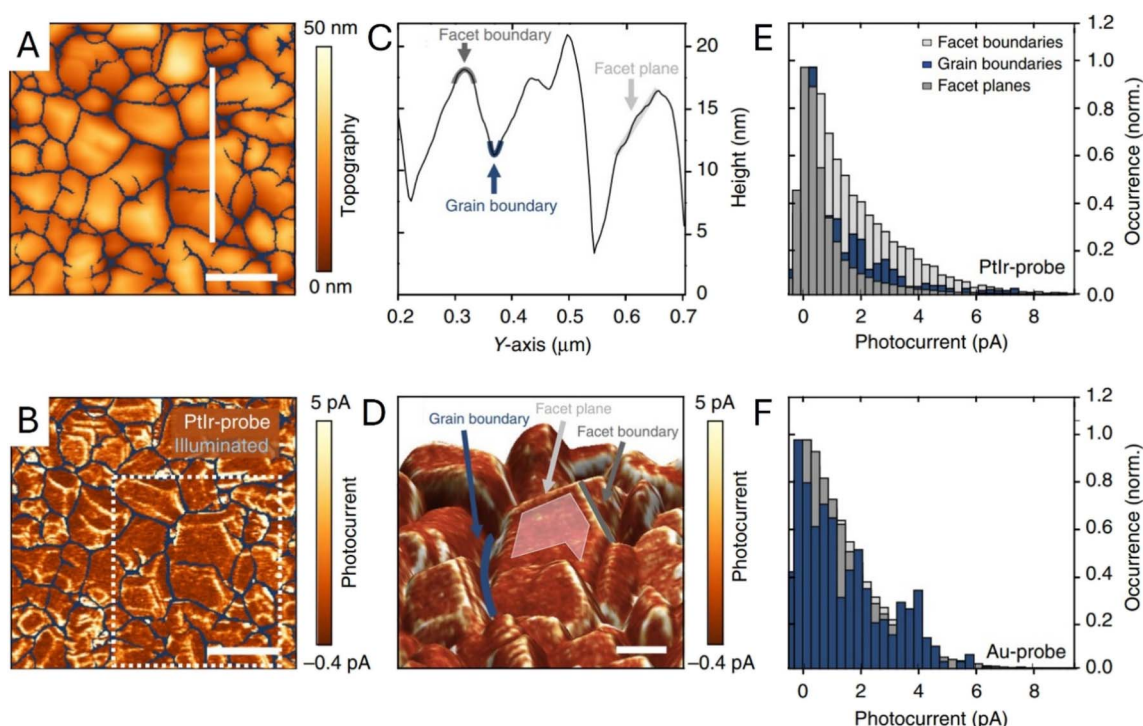 A
50 nm
Topography
0 nm
C
Facet boundary
Facet plane
Grain boundary
20
15
10
5
0
Height (nm)
0.2 0.3 0.4 0.5 0.6 0.7
Y-axis (µm)
E
Facet boundaries
Grain boundaries
Facet planes
1.2
1.0
0.8
0.6
0.4
0.2
0.0
Occurrence (norm.)
PtIr-probe
0 2 4 6 8
Photocurrent (pA)
B
PtIr-probe
Illuminated
5 pA
Photocurrent
–0.4 pA
D
Grain boundary
Facet plane
Facet boundary
5 pA
Photocurrent
–0.4 pA
F
1.2
1.0
0.8
0.6
0.4
0.2
0.0
Occurrence (norm.)
Au-probe
0 2 4 6 8
Photocurrent (pA)